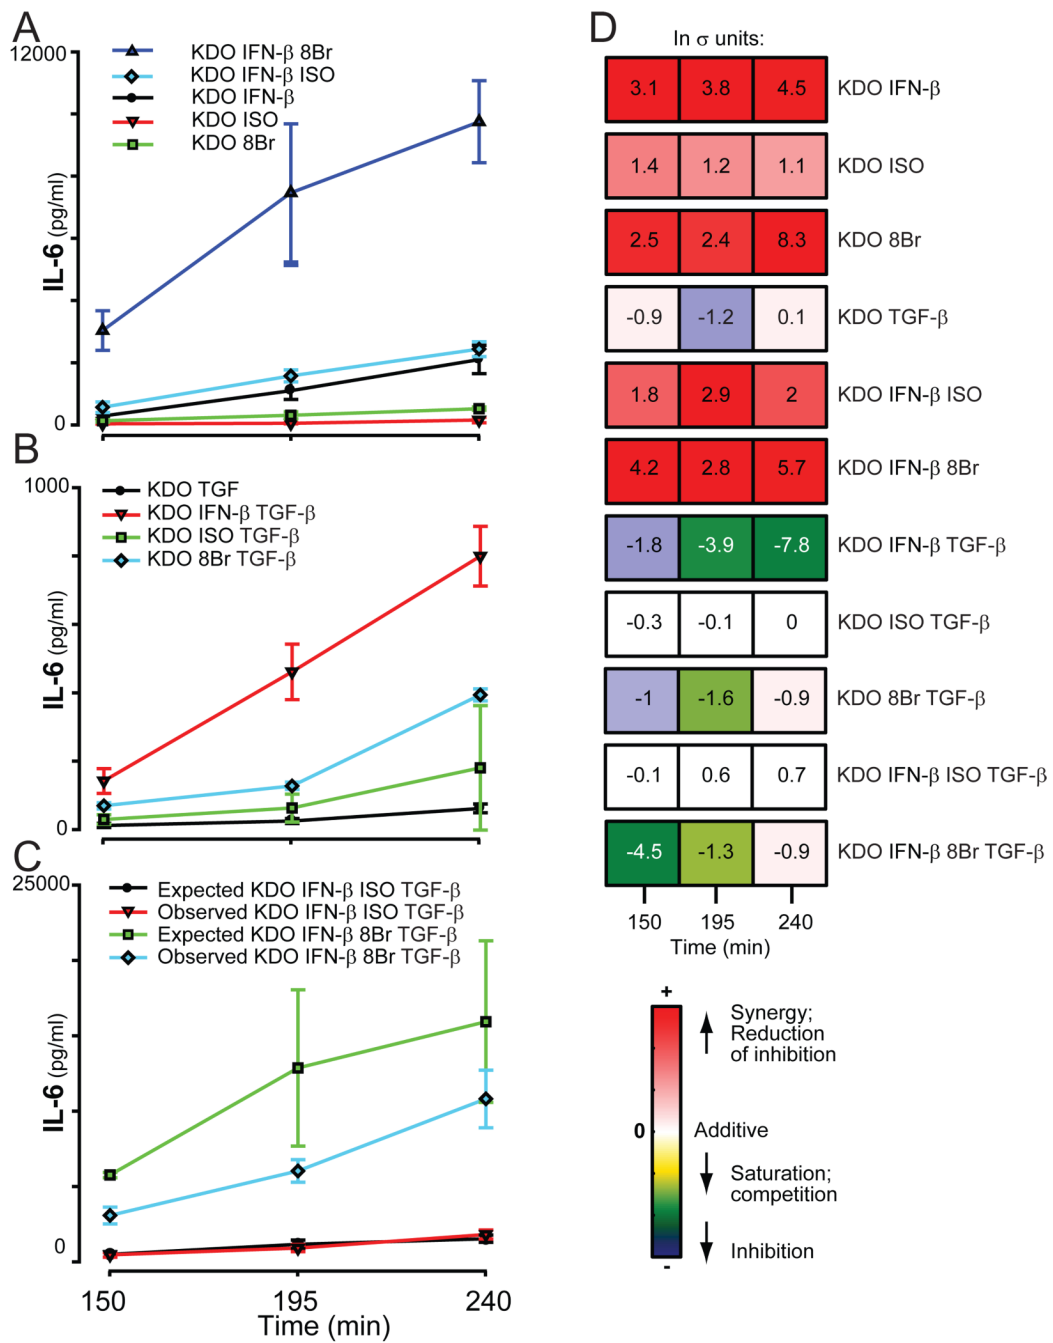 A
12000
IL-6 (pg/ml)
0
KDO IFN-β 8Br
KDO IFN-β ISO
KDO IFN-β
KDO ISO
KDO 8Br
B
1000
IL-6 (pg/ml)
0
KDO TGF
KDO IFN-β TGF-β
KDO ISO TGF-β
KDO 8Br TGF-β
C
25000
IL-6 (pg/ml)
0
Expected KDO IFN-β ISO TGF-β
Observed KDO IFN-β ISO TGF-β
Expected KDO IFN-β 8Br TGF-β
Observed KDO IFN-β 8Br TGF-β
150 195 240
Time (min)
D
In σ units:
3.1 3.8 4.5 KDO IFN-β
1.4 1.2 1.1 KDO ISO
2.5 2.4 8.3 KDO 8Br
-0.9 -1.2 0.1 KDO TGF-β
1.8 2.9 2 KDO IFN-β ISO
4.2 2.8 5.7 KDO IFN-β 8Br
-1.8 -3.9 -7.8 KDO IFN-β TGF-β
-0.3 -0.1 0 KDO ISO TGF-β
-1 -1.6 -0.9 KDO 8Br TGF-β
-0.1 0.6 0.7 KDO IFN-β ISO TGF-β
-4.5 -1.3 -0.9 KDO IFN-β 8Br TGF-β
150 195 240
Time (min)
+
Synergy;
Reduction
of inhibition
0 Additive
Saturation;
competition
Inhibition
-